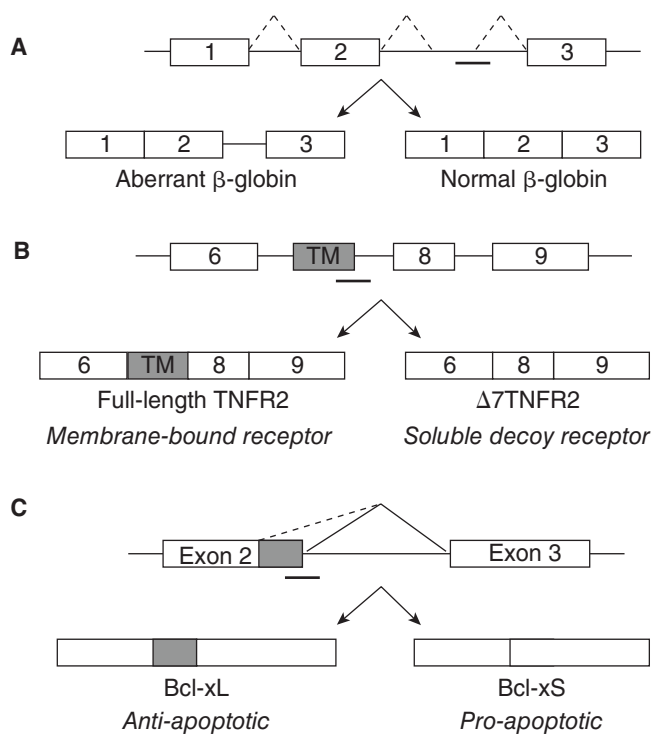 A
1 2 3
1 2 3 1 2 3
Aberrant β-globin Normal β-globin
B
6 TM 8 9
6 TM 8 9 6 8 9
Full-length TNFR2 Δ7TNFR2
Membrane-bound receptor Soluble decoy receptor
C
Exon 2 Exon 3
Bcl-xL Bcl-xS
Anti-apoptotic Pro-apoptotic